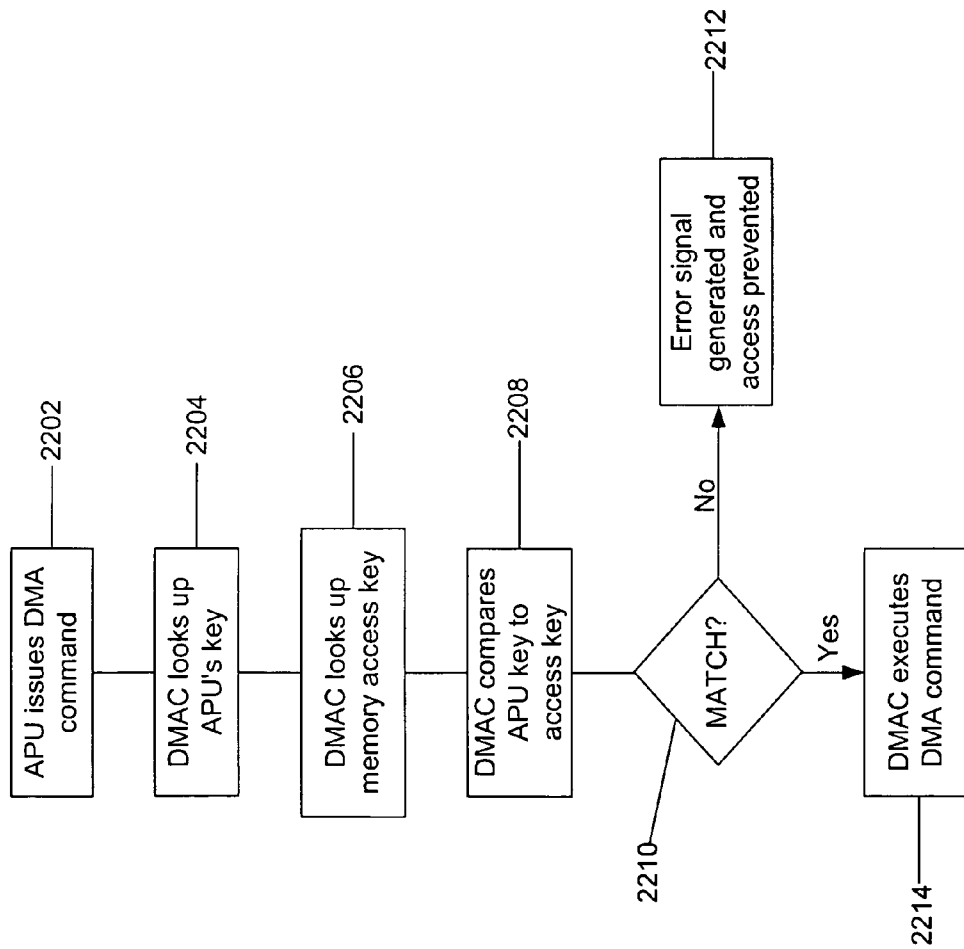 APU issues DMA
command
2202
DMAC looks up
APU's key
2204
DMAC looks up
memory access key
2206
DMAC compares
APU key to
access key
2208
MATCH?
2210
No
Error signal
generated and
access prevented
2212
Yes
DMAC executes
DMA command
2214